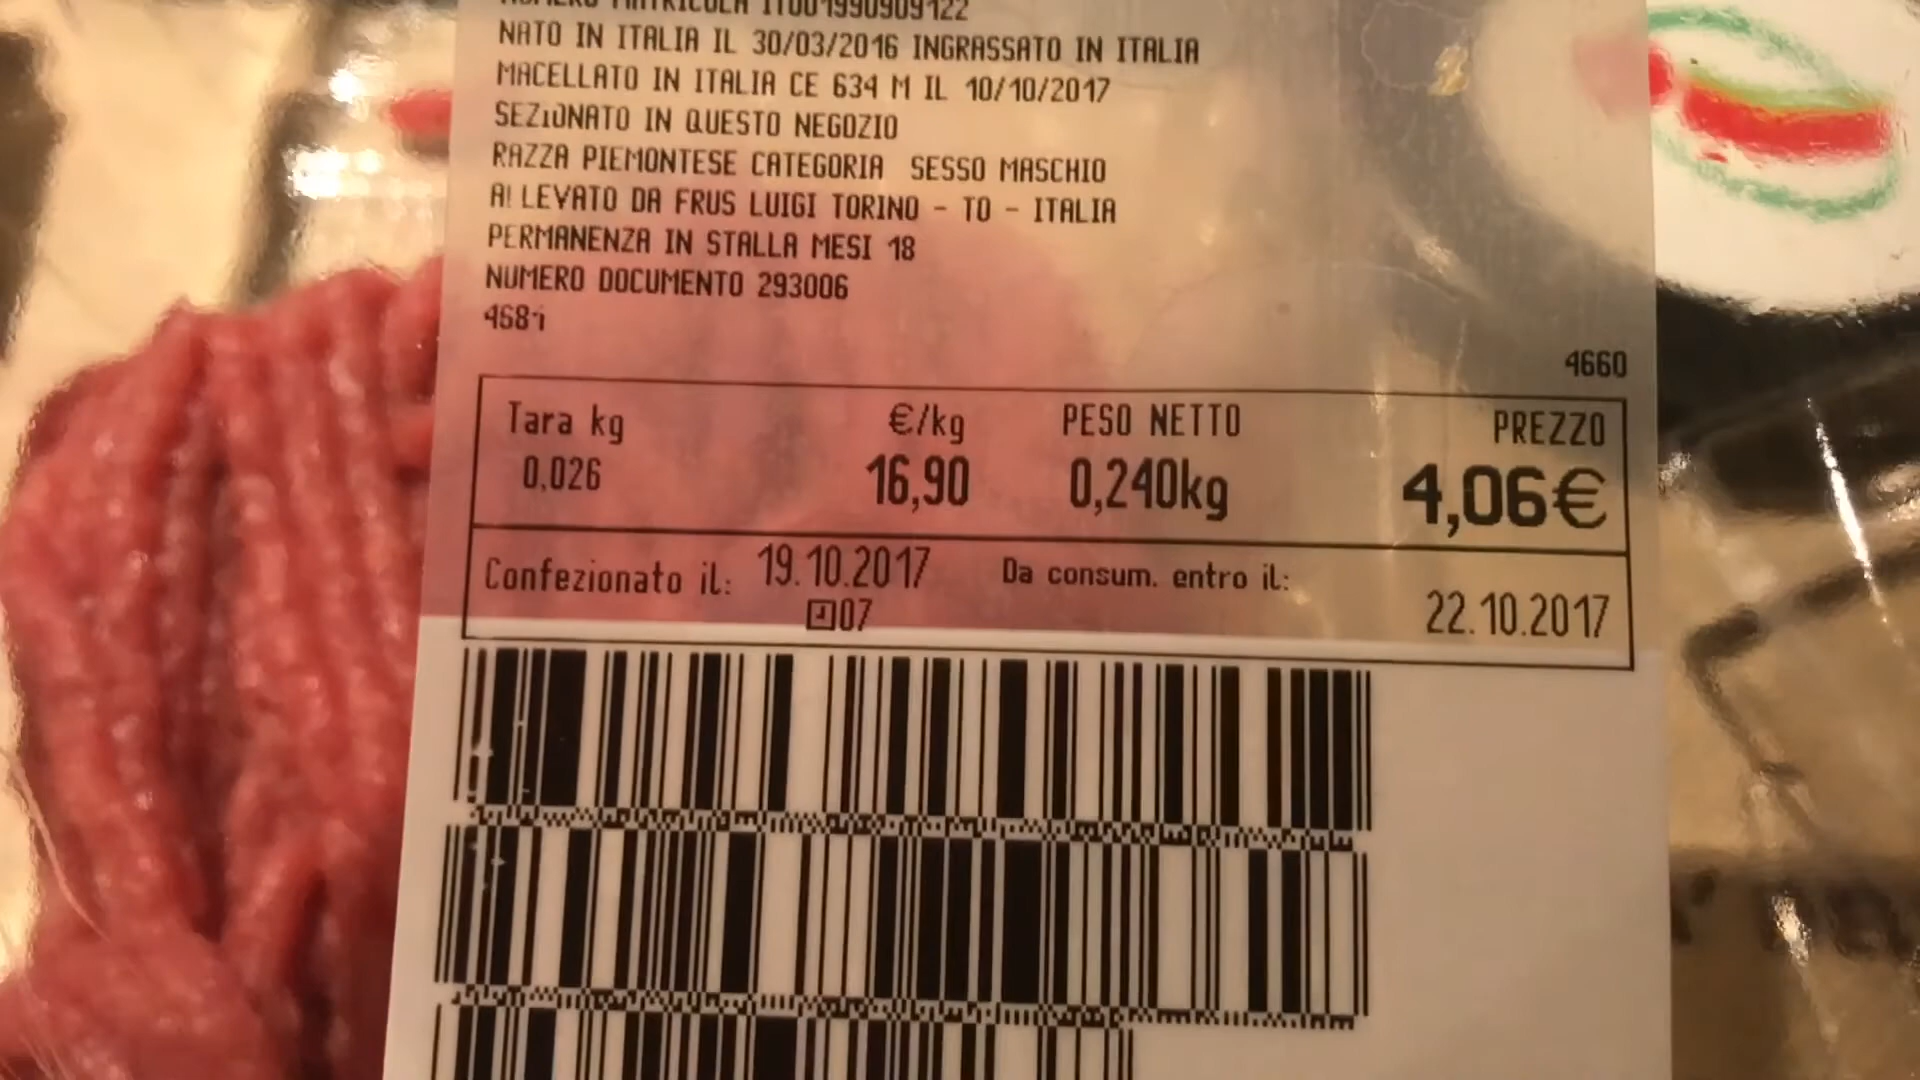 NUMERO MATRICOLA IT001990909122
NATO IN ITALIA IL 30/03/2016 INGRASSATO IN ITALIA
MACELLATO IN ITALIA CE 634 M IL 10/10/2017
SEZIONATO IN QUESTO NEGOZIO
RAZZA PIEMONTESE CATEGORIA SESSO MASCHIO
ALLEVATO DA FRUS LUIGI TORINO - TO - ITALIA
PERMANENZA IN STALLA MESI 18
NUMERO DOCUMENTO 293006
4660
Tara kg €/kg PESO NETTO PREZZO
0,026 16,90 0,240kg 4,06€
Confezionato il: 19.10.2017 Da consum. entro il:
07 22.10.2017